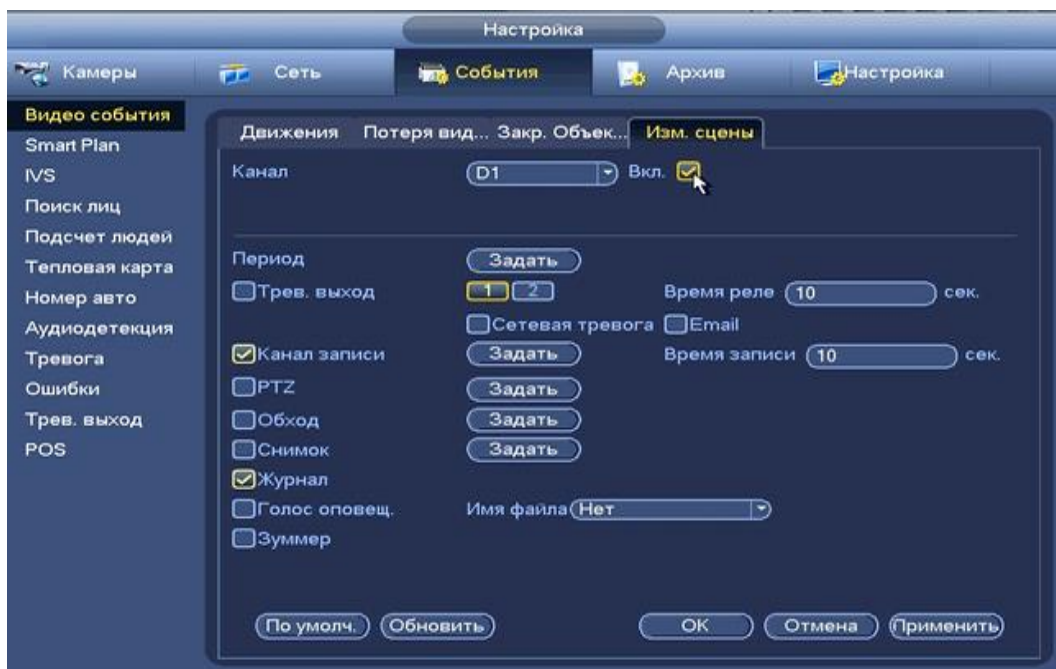 Настройка
Камеры Сеть События Архив Настройка
Видео события
Smart Plan
IVS
Поиск лиц
Подсчет людей
Тепловая карта
Номер авто
Аудиодетекция
Тревога
Ошибки
Трев. выход
POS
Движения Потеря вид... Закр. Объек... Изм. сцены
Канал D1 Вкл.
Период Задать
Трев. выход 1 2 Время реле 10 сек.
Сетевая тревога Email
Канал записи Задать Время записи 10 сек.
PTZ Задать
Обход Задать
Снимок Задать
Журнал
Голос оповещ. Имя файла Нет
Зуммер
По умолч. Обновить OK Отмена Применить